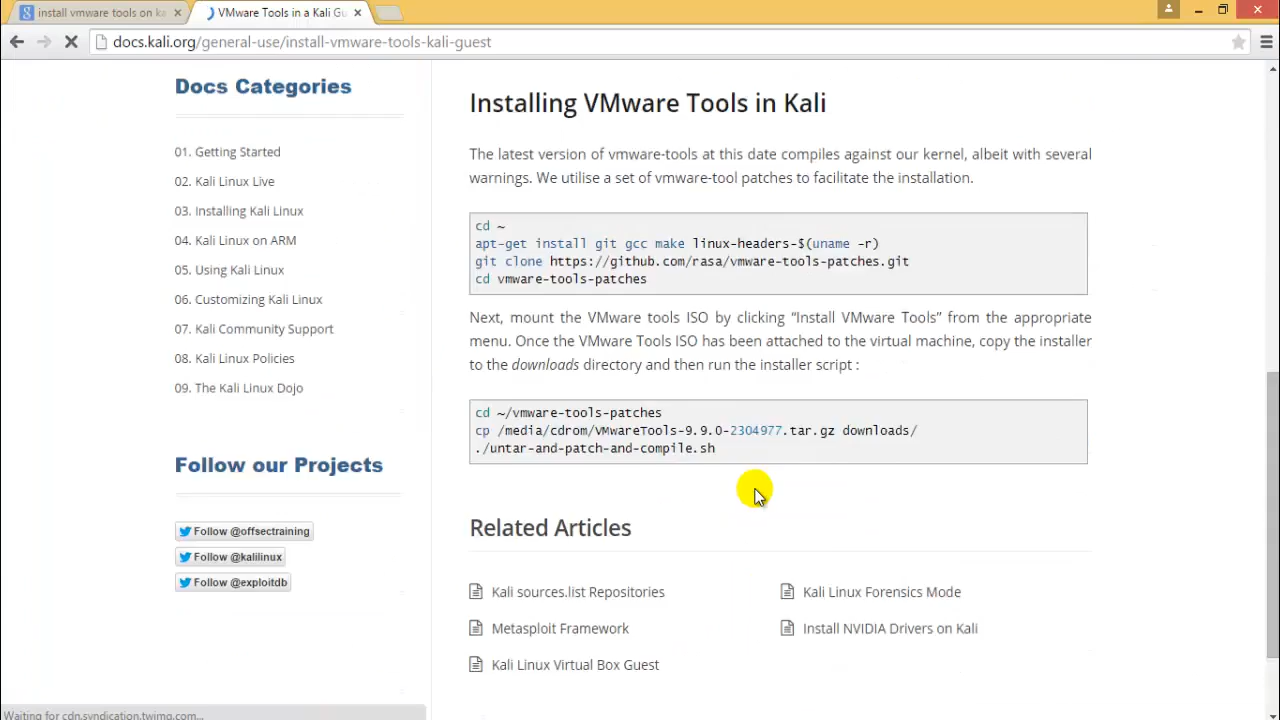 install vmware tools on ka
VMware Tools in a Kali Gu
docs.kali.org/general-use/install-vmware-tools-kali-guest
Docs Categories
01. Getting Started
02. Kali Linux Live
03. Installing Kali Linux
04. Kali Linux on ARM
05. Using Kali Linux
06. Customizing Kali Linux
07. Kali Community Support
08. Kali Linux Policies
09. The Kali Linux Dojo
Follow our Projects
Follow @offsectraining
Follow @kalilinux
Follow @exploitdb
Installing VMware Tools in Kali
The latest version of vmware-tools at this date compiles against our kernel, albeit with several
warnings. We utilise a set of vmware-tool patches to facilitate the installation.
cd ~
apt-get install git gcc make linux-headers-$(uname -r)
git clone https://github.com/rasa/vmware-tools-patches.git
cd vmware-tools-patches
Next, mount the VMware tools ISO by clicking “Install VMware Tools” from the appropriate
menu. Once the VMware Tools ISO has been attached to the virtual machine, copy the installer
to the downloads directory and then run the installer script :
cd ~/vmware-tools-patches
cp /media/cdrom/VMwareTools-9.9.0-2304977.tar.gz downloads/
./untar-and-patch-and-compile.sh
Related Articles
Kali sources.list Repositories
Kali Linux Forensics Mode
Metasploit Framework
Install NVIDIA Drivers on Kali
Kali Linux Virtual Box Guest
Waiting for cdn.syndication.twimg.com...